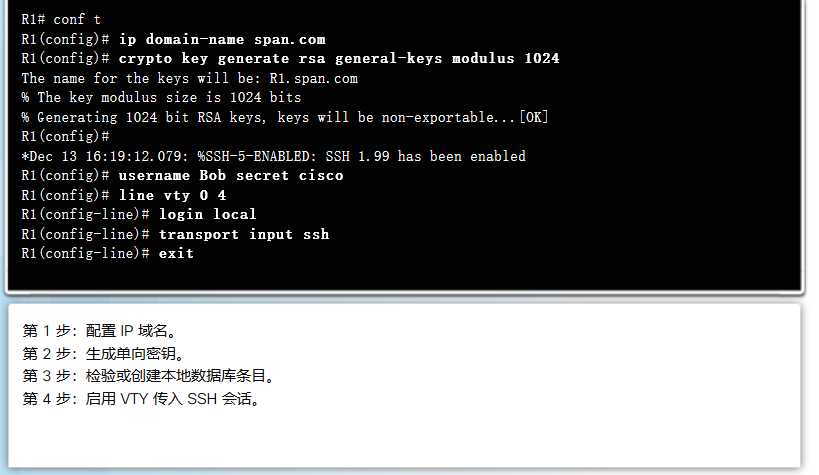 R1# conf t
R1(config)# ip domain-name span.com
R1(config)# crypto key generate rsa general-keys modulus 1024
The name for the keys will be: R1.span.com
% The key modulus size is 1024 bits
% Generating 1024 bit RSA keys, keys will be non-exportable...[OK]
R1(config)#
*Dec 13 16:19:12.079: %SSH-5-ENABLED: SSH 1.99 has been enabled
R1(config)# username Bob secret cisco
R1(config)# line vty 0 4
R1(config-line)# login local
R1(config-line)# transport input ssh
R1(config-line)# exit
第 1 步：配置 IP 域名。
第 2 步：生成单向密钥。
第 3 步：检验或创建本地数据库条目。
第 4 步：启用 VTY 传入 SSH 会话。